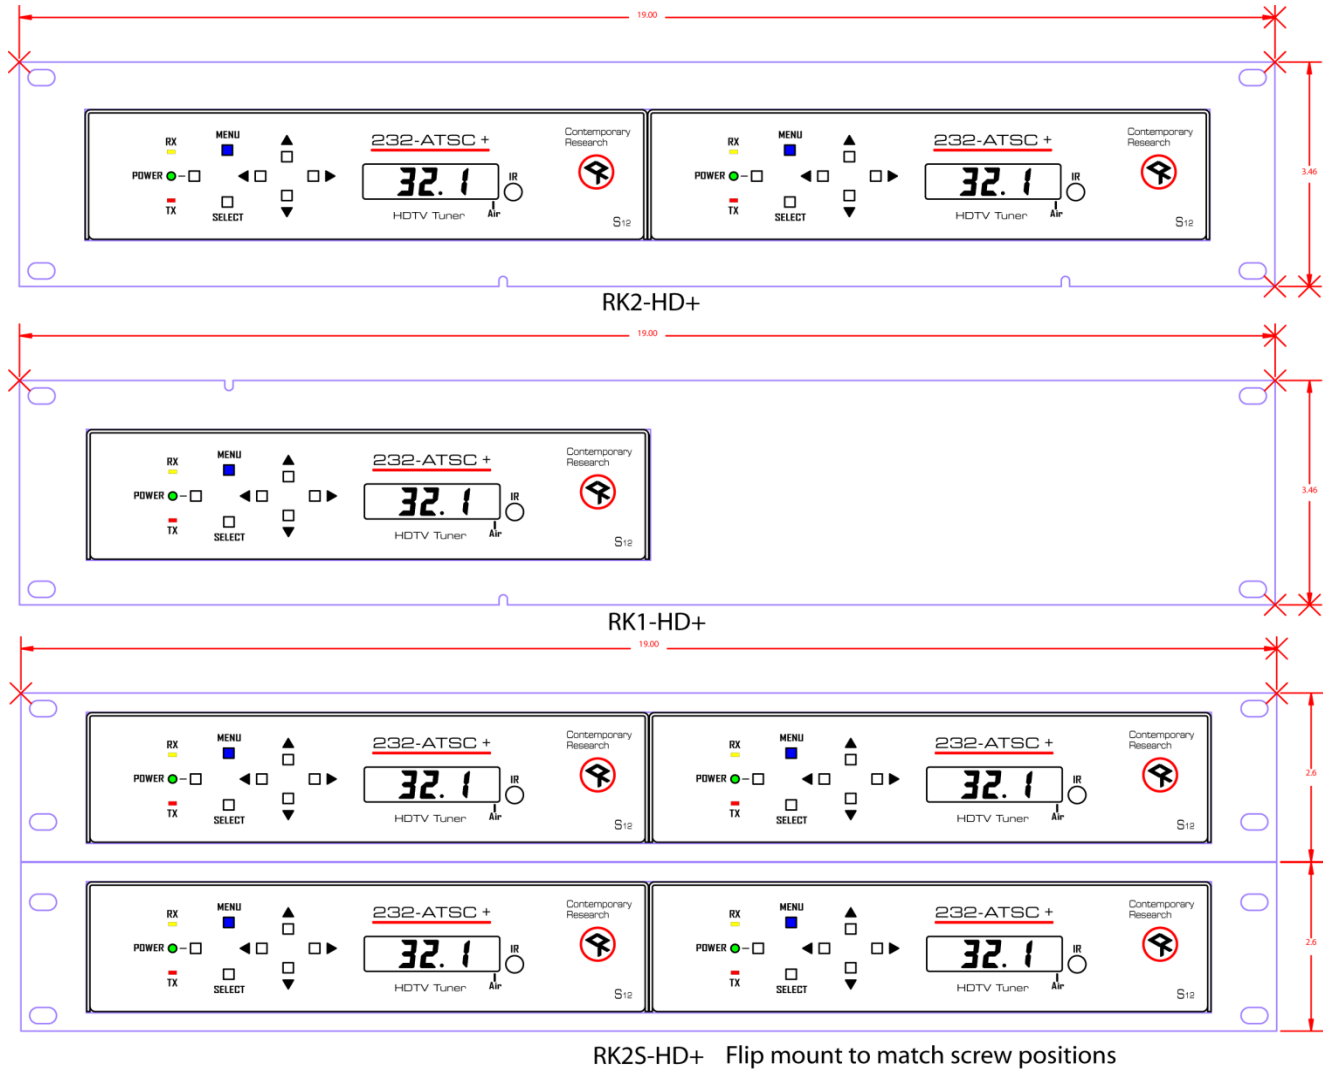 19.00
RX MENU 232-ATSC + Contemporary Research
POWER 32.1 IR
TX SELECT HDTV Tuner Air S12
RX MENU 232-ATSC + Contemporary Research
POWER 32.1 IR
TX SELECT HDTV Tuner Air S12
3.46
RK2-HD+
19.00
RX MENU 232-ATSC + Contemporary Research
POWER 32.1 IR
TX SELECT HDTV Tuner Air S12
3.46
RK1-HD+
19.00
RX MENU 232-ATSC + Contemporary Research
POWER 32.1 IR
TX SELECT HDTV Tuner Air S12
RX MENU 232-ATSC + Contemporary Research
POWER 32.1 IR
TX SELECT HDTV Tuner Air S12
2.6
RX MENU 232-ATSC + Contemporary Research
POWER 32.1 IR
TX SELECT HDTV Tuner Air S12
RX MENU 232-ATSC + Contemporary Research
POWER 32.1 IR
TX SELECT HDTV Tuner Air S12
2.6
RK2S-HD+ Flip mount to match screw positions